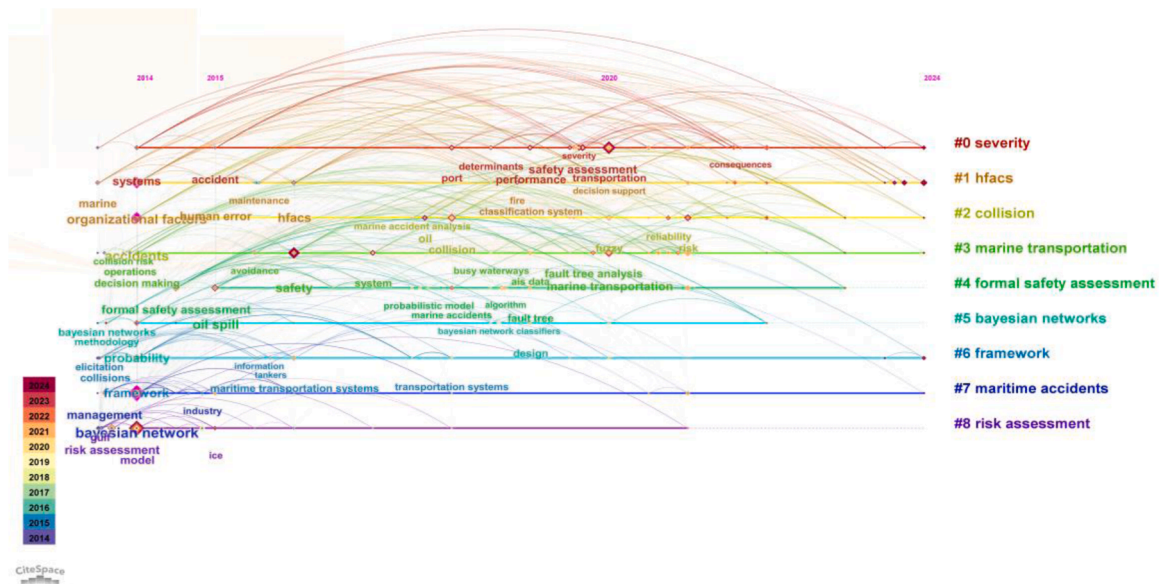 2014 2015 2020 2024
#0 severity
severity
determinants safety assessment consequences
systems accident port performance transportation
#1 hfacs
decision support
marine maintenance fire
organizational factors human error hfacs classification system
#2 collision
marine accident analysis
oil reliability
accidents collision fuzzy risk
#3 marine transportation
collision risk
operations avoidance busy waterways
decision making safety system ais data fault tree analysis
marine transportation
#4 formal safety assessment
formal safety assessment probabilistic model algorithm
oil spill marine accidents fault tree
#5 bayesian networks
bayesian networks bayesian network classifiers
methodology
probability design
#6 framework
elicitation information
collisions tankers
framework maritime transportation systems transportation systems
#7 maritime accidents
management industry
bayesian network
#8 risk assessment
gulf
risk assessment
model ice
2024
2023
2022
2021
2020
2019
2018
2017
2016
2015
2014
CiteSpace